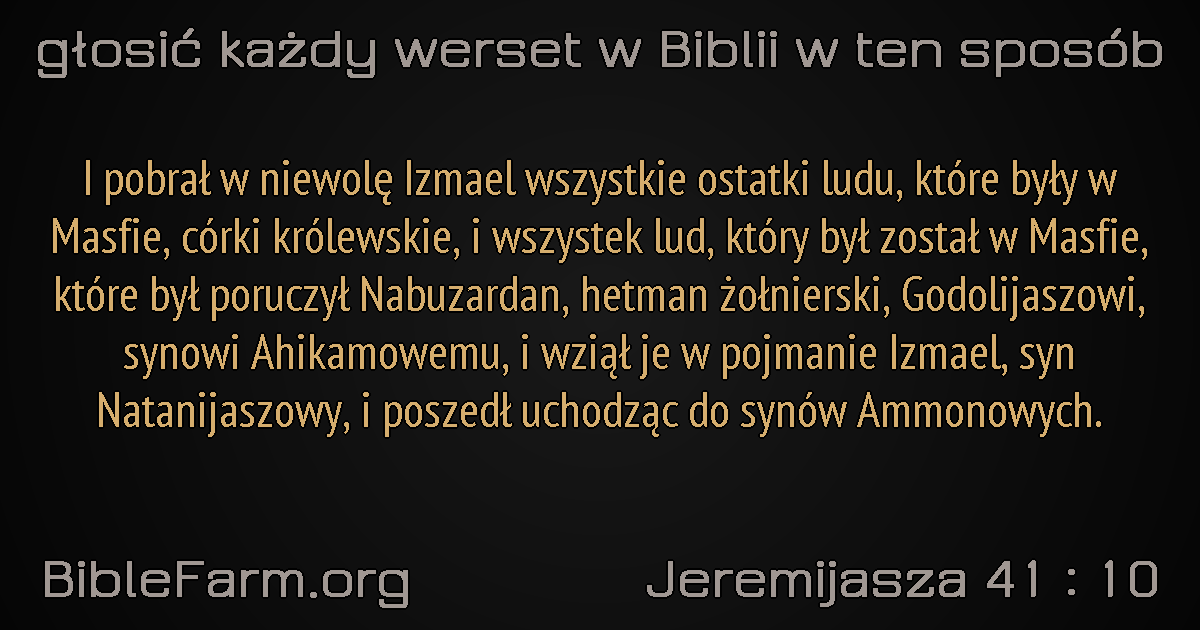 głosić każdy werset w Biblii w ten sposób
I pobrał w niewolę Izmael wszystkie ostatki ludu, które były w
Masfie, córki królewskie, i wszystek lud, który był został w Masfie,
które był poruczył Nabuzardan, hetman żołnierski, Godolijaszowi,
synowi Ahikamowemu, i wziął je w pojmanie Izmael, syn
Natanijaszowy, i poszedł uchodząc do synów Ammonowych.
BibleFarm.org
Jeremijasza 41 : 10